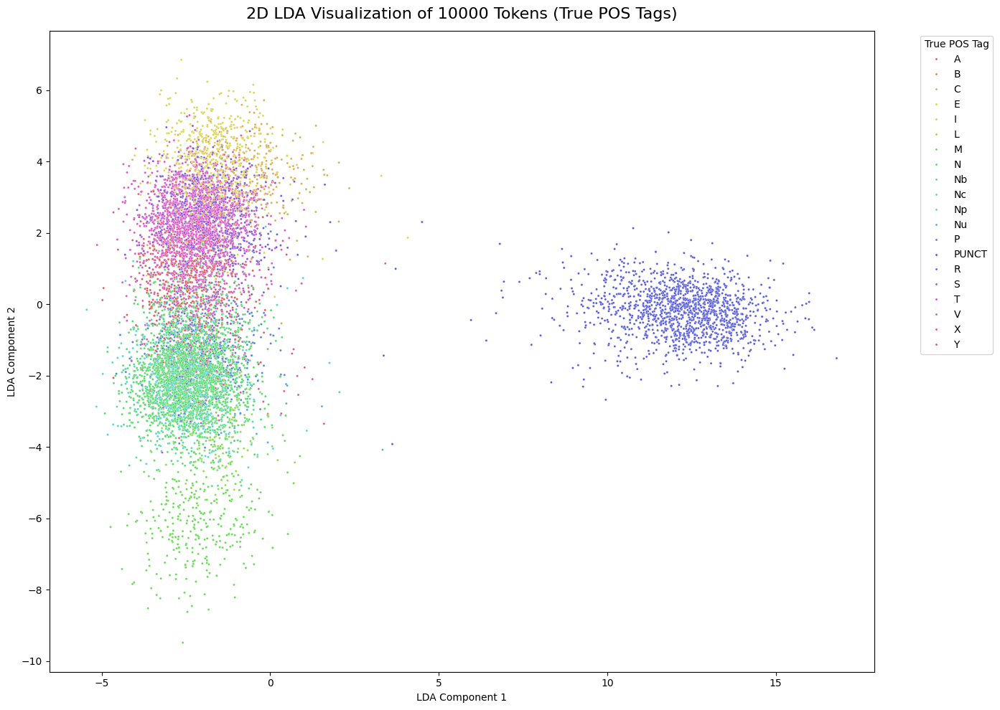 2D LDA Visualization of 10000 Tokens (True POS Tags)
True POS Tag
A
B
C
E
I
L
M
N
Nb
Nc
Np
Nu
P
PUNCT
R
S
T
V
X
Y
6
4
2
0
−2
−4
−6
−8
−10
LDA Component 2
−5
0
5
10
15
LDA Component 1